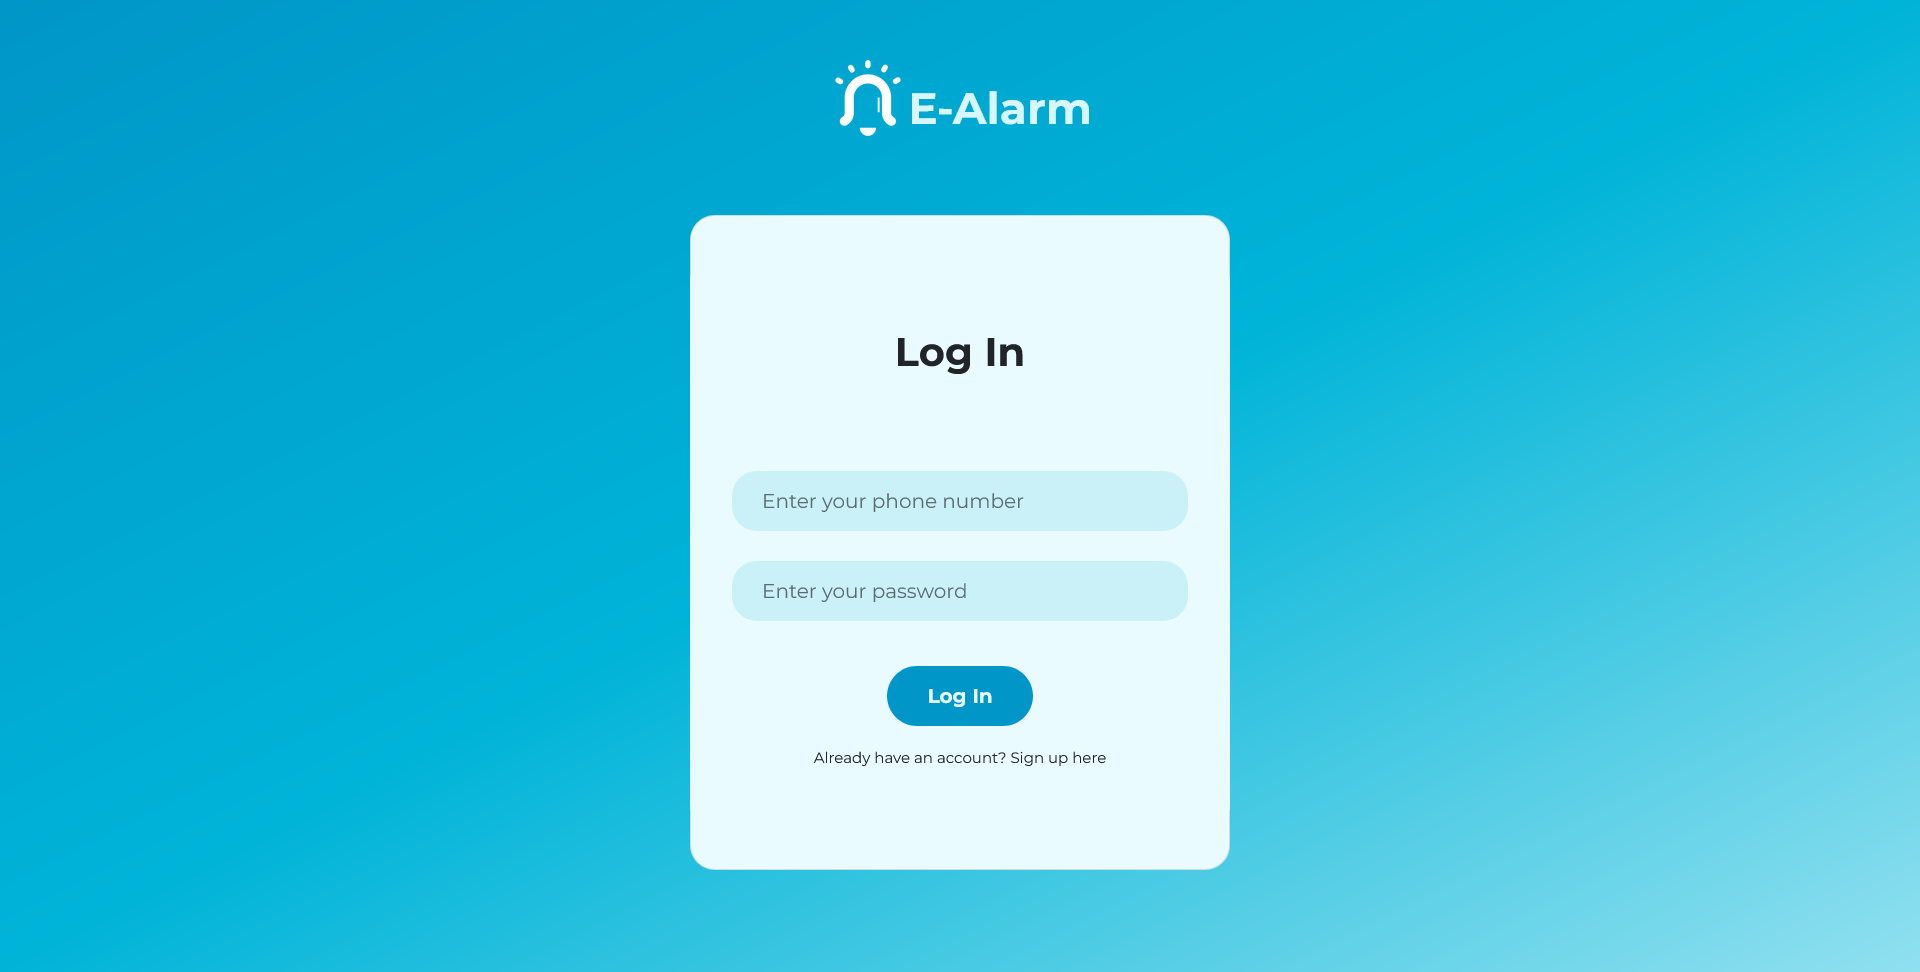 E-Alarm
Log In
Enter your phone number
Enter your password
Log In
Already have an account? Sign up here